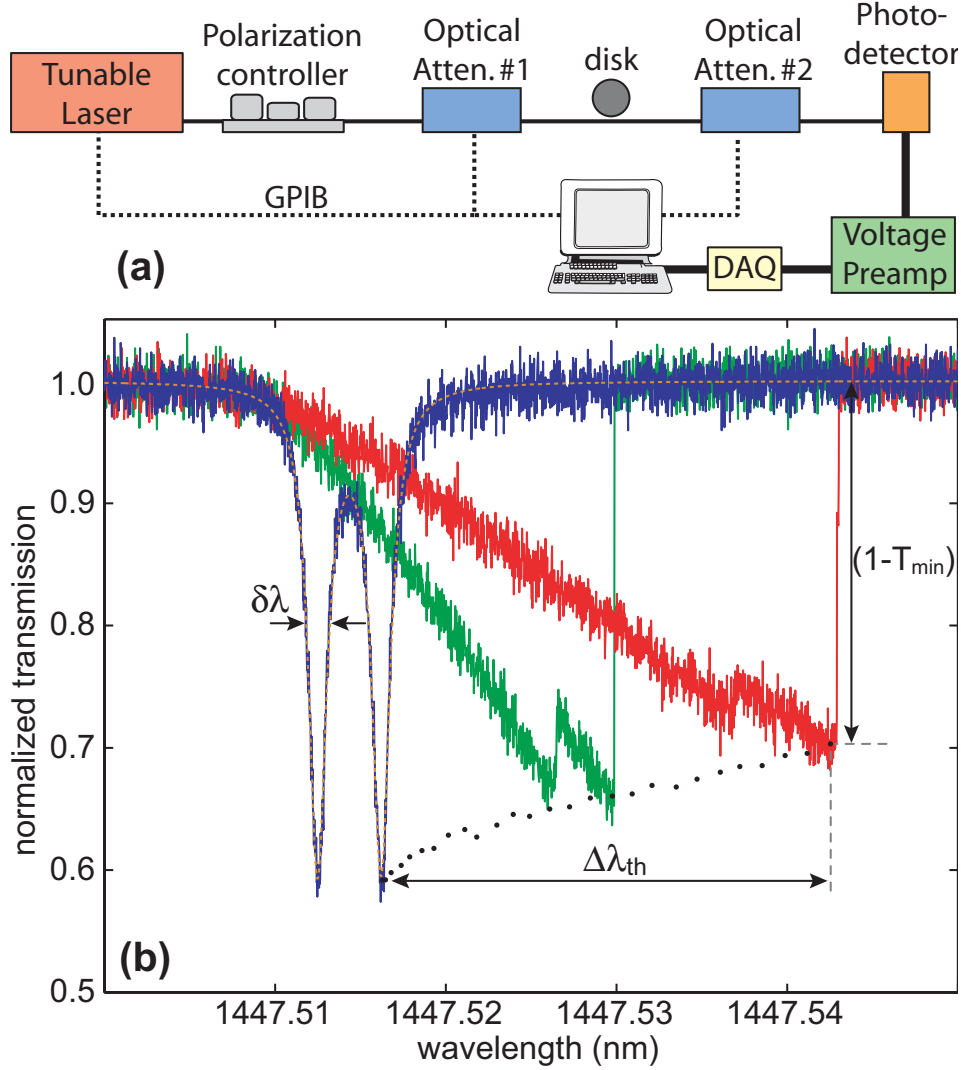 Tunable
Laser
Polarization
controller
Optical
Atten. #1
disk
Optical
Atten. #2
Photo-
detector
GPIB
(a)
DAQ
Voltage
Preamp
normalized transmission
1.0
0.9
0.8
0.7
0.6
0.5
δλ
(1-Tmin)
Δλth
(b)
1447.51
1447.52
1447.53
1447.54
wavelength (nm)